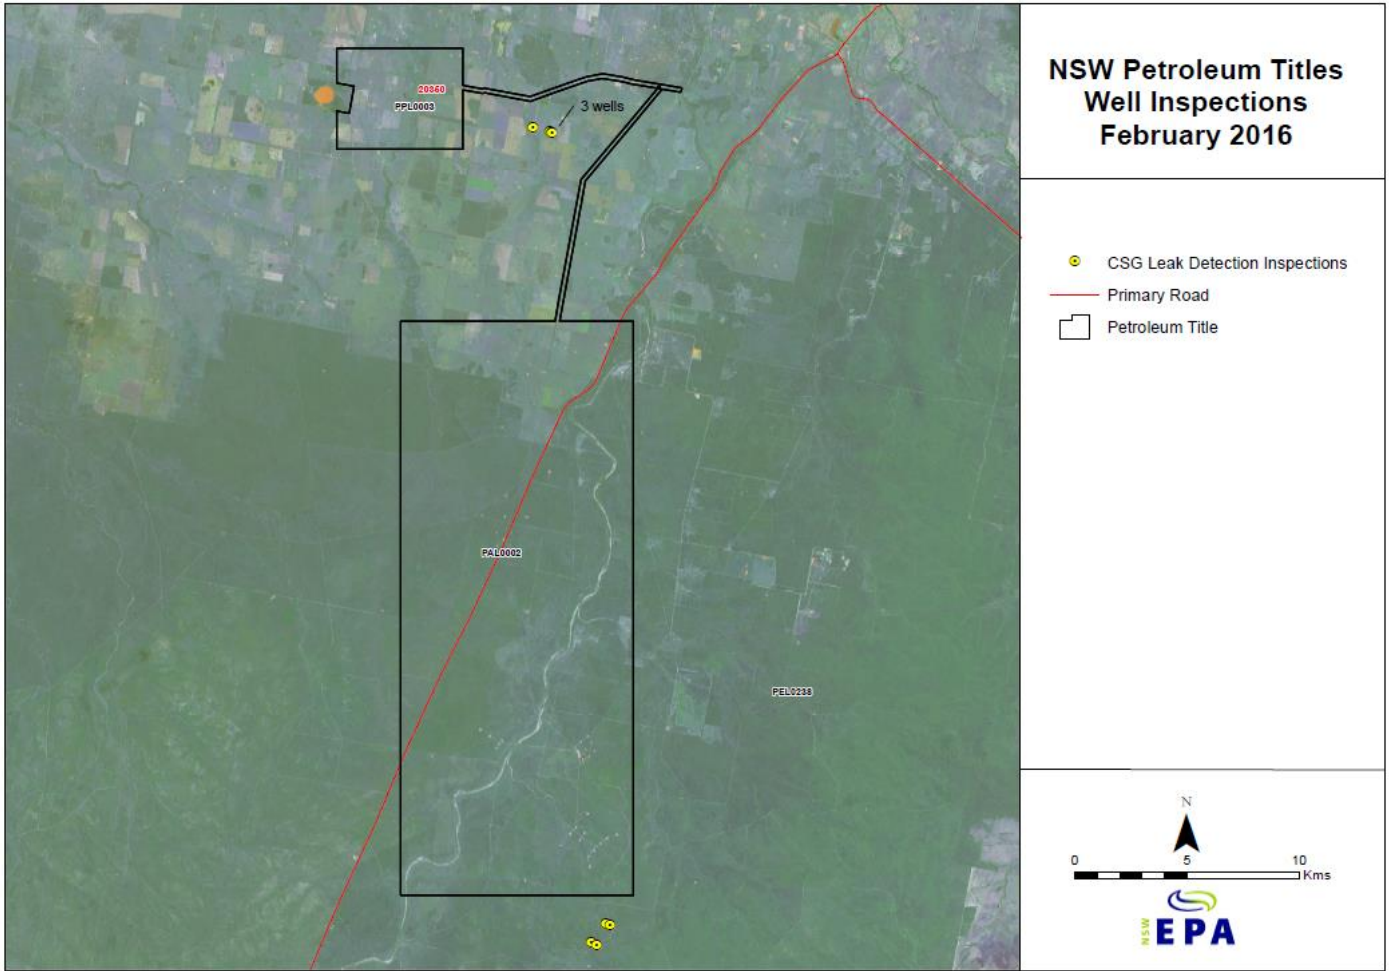 NSW Petroleum Titles
Well Inspections
February 2016
20350
PPL0003
3 wells
PAL0002
PEL0238
CSG Leak Detection Inspections
Primary Road
Petroleum Title
N
0 5 10
Kms
NSW EPA